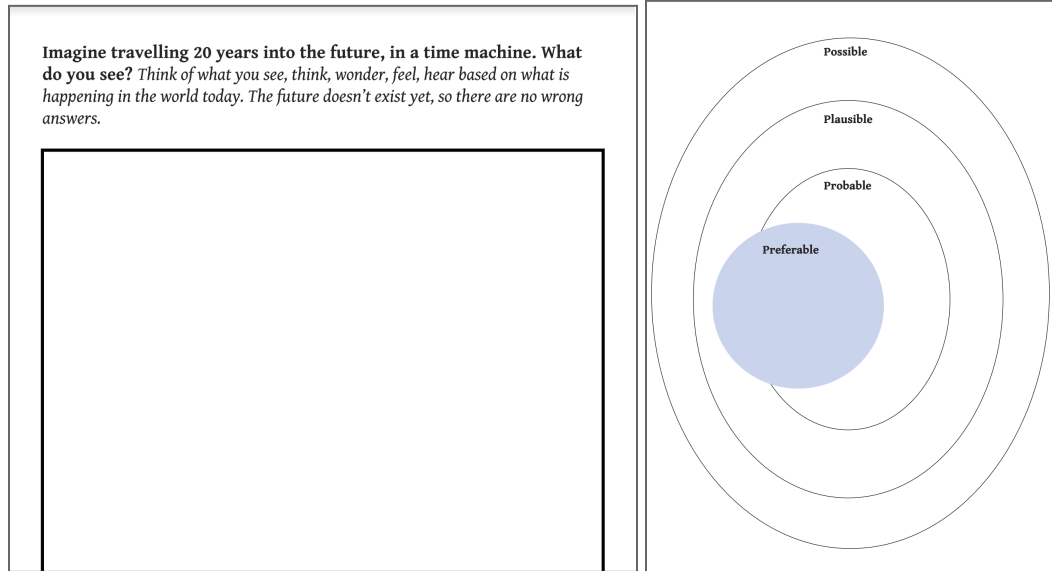 Imagine travelling 20 years into the future, in a time machine. What
do you see? Think of what you see, think, wonder, feel, hear based on what is
happening in the world today. The future doesn’t exist yet, so there are no wrong
answers.
Possible
Plausible
Probable
Preferable